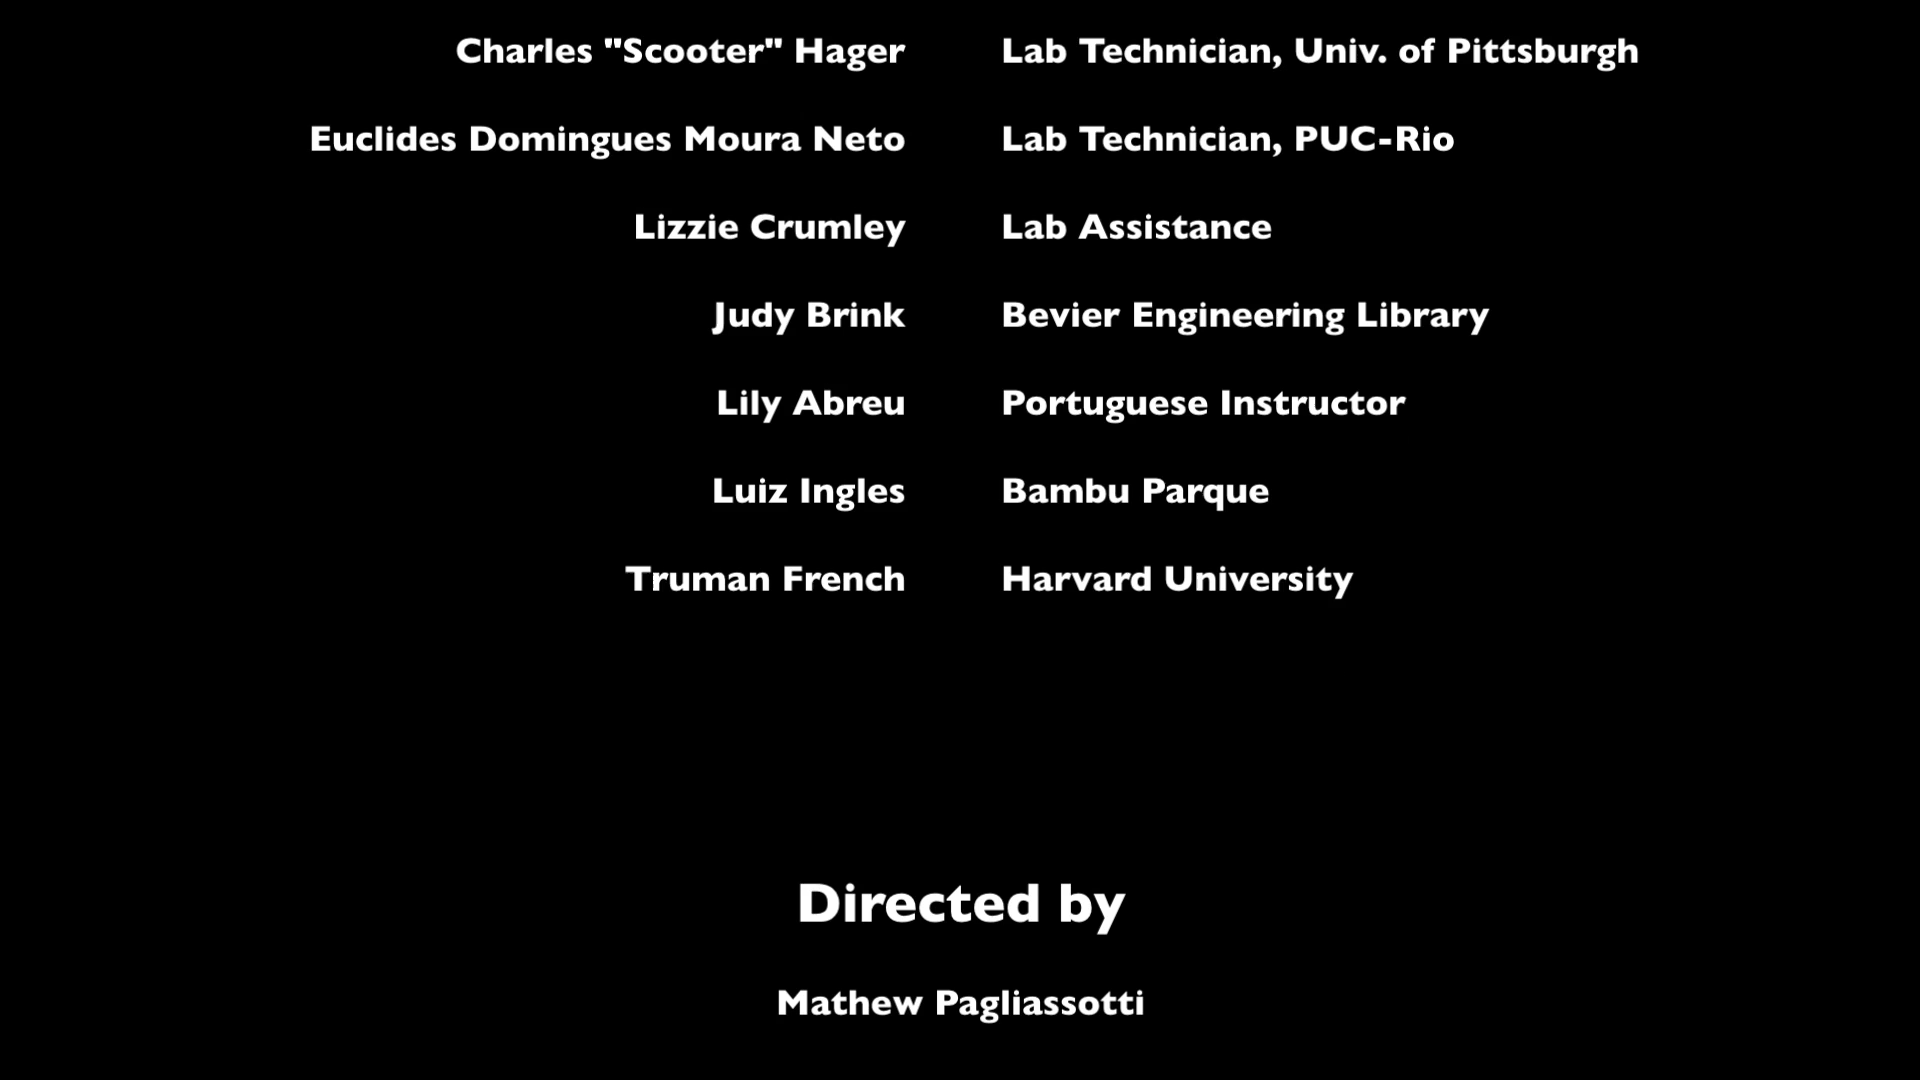 Charles "Scooter" Hager Lab Technician, Univ. of Pittsburgh
Euclides Domingues Moura Neto Lab Technician, PUC-Rio
Lizzie Crumley Lab Assistance
Judy Brink Bevier Engineering Library
Lily Abreu Portuguese Instructor
Luiz Ingles Bambu Parque
Truman French Harvard University
Directed by
Mathew Pagliassotti